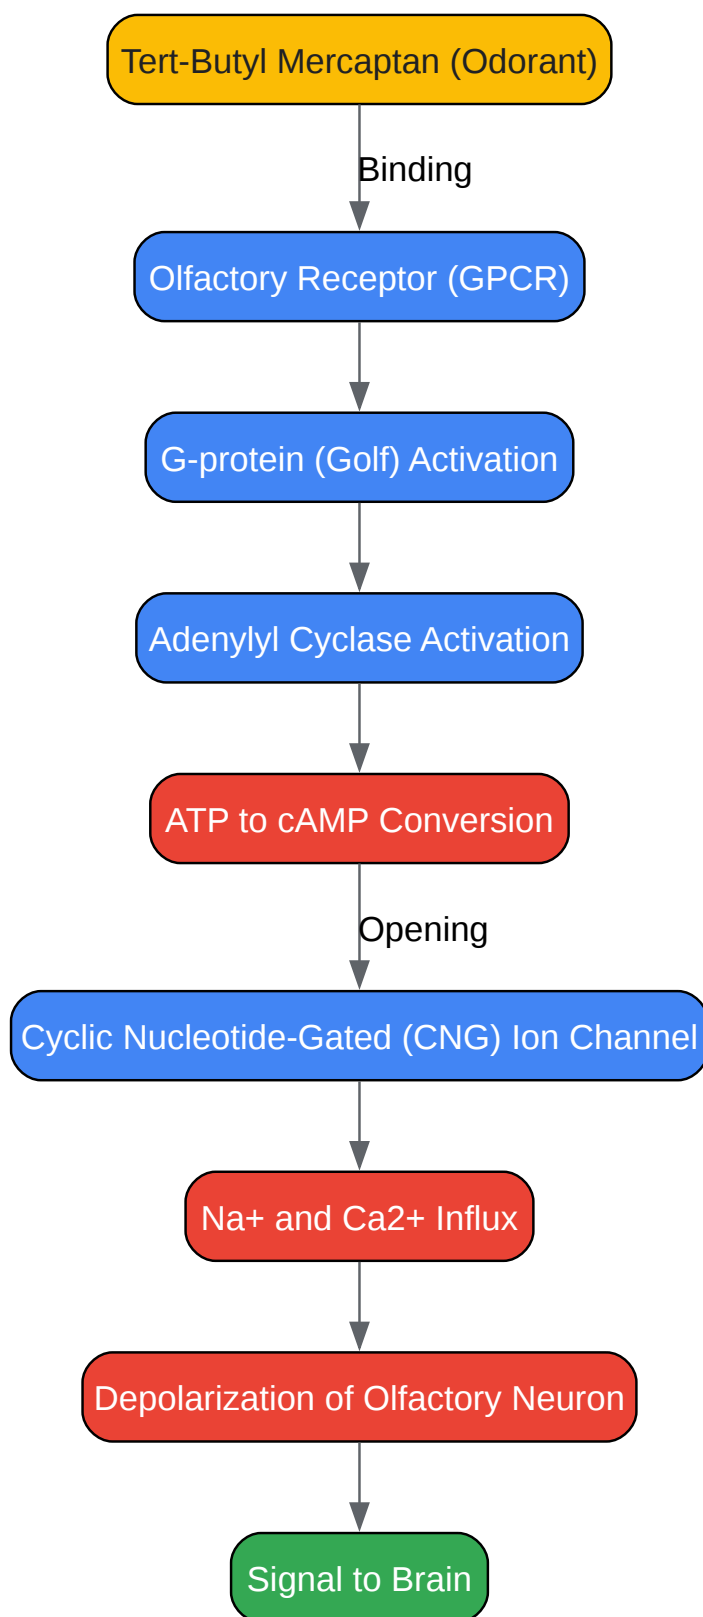 Tert-Butyl Mercaptan (Odorant)
Binding
Olfactory Receptor (GPCR)
G-protein (Golf) Activation
Adenylyl Cyclase Activation
ATP to cAMP Conversion
Opening
Cyclic Nucleotide-Gated (CNG) Ion Channel
Na+ and Ca2+ Influx
Depolarization of Olfactory Neuron
Signal to Brain